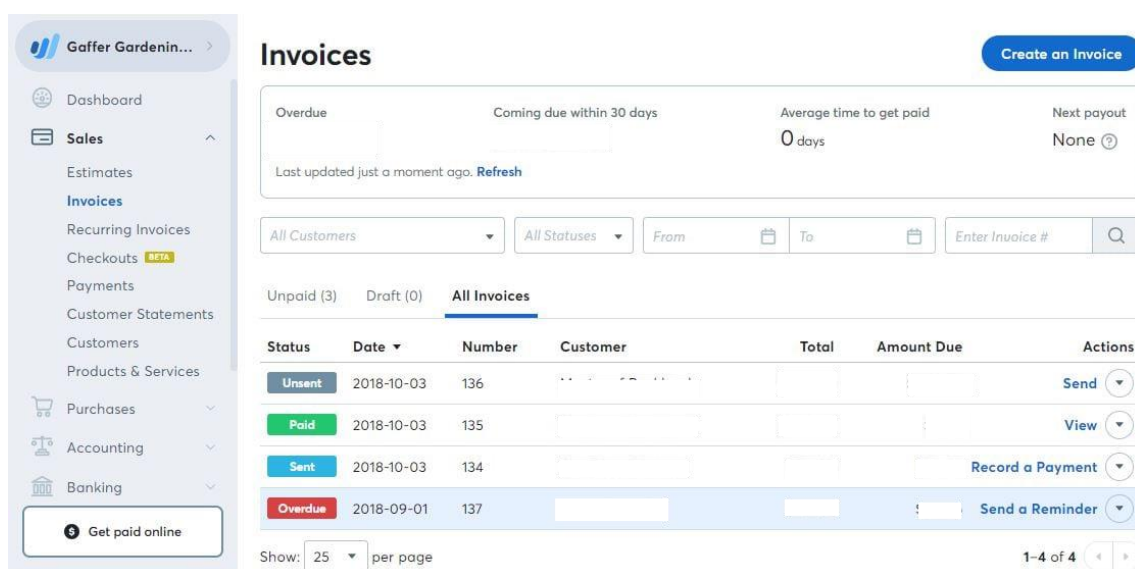 Gaffer Gardenin...
Dashboard
Sales
Estimates
Invoices
Recurring Invoices
Checkouts BETA
Payments
Customer Statements
Customers
Products & Services
Purchases
Accounting
Banking
Get paid online
Invoices
Create an Invoice
Overdue Coming due within 30 days Average time to get paid Next payout
0 days None
Last updated just a moment ago. Refresh
All Customers All Statuses From To Enter Invoice #
Unpaid (3) Draft (0) All Invoices
Status Date Number Customer Total Amount Due Actions
Unsent 2018-10-03 136 Send
Paid 2018-10-03 135 View
Sent 2018-10-03 134 Record a Payment
Overdue 2018-09-01 137 Send a Reminder
Show: 25 per page 1–4 of 4